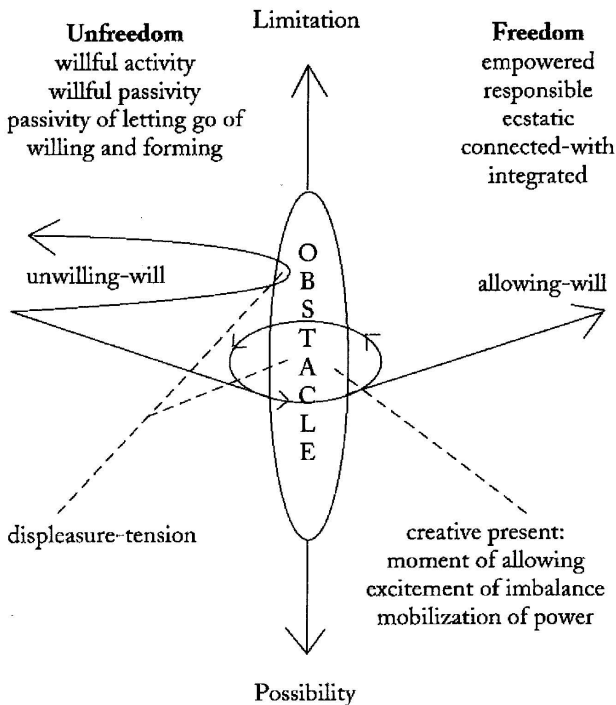 Limitation
Unfreedom
willful activity
willful passivity
passivity of letting go of
willing and forming
Freedom
empowered
responsible
ecstatic
connected-with
integrated
unwilling-will
OBSTACLE
allowing-will
displeasure-tension
creative present:
moment of allowing
excitement of imbalance
mobilization of power
Possibility